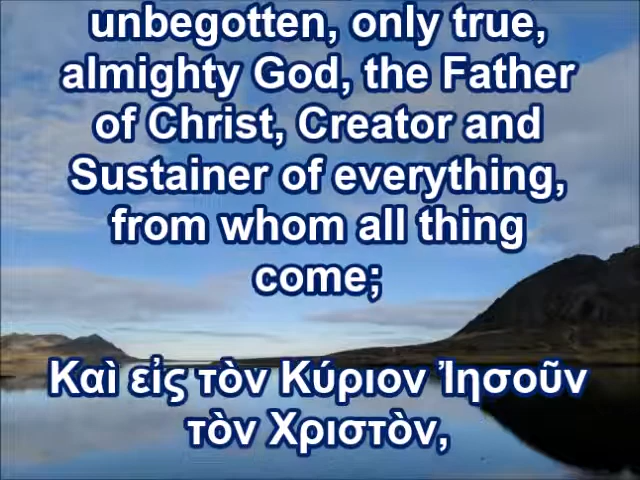 unbegotten, only true,
almighty God, the Father
of Christ, Creator and
Sustainer of everything,
from whom all thing
come;
Καὶ εἰς τὸν Κύριον Ἰησοῦν
τὸν Χριστὸν,